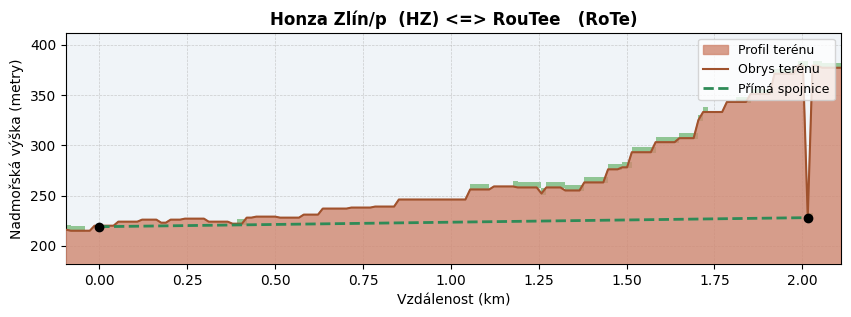 Honza Zlín/p  (HZ) <=> RouTee   (RoTe)
Nadmořská výška (metry)
400
350
300
250
200
Profil terénu
Obrys terénu
Přímá spojnice
0.00 0.25 0.50 0.75 1.00 1.25 1.50 1.75 2.00
Vzdálenost (km)